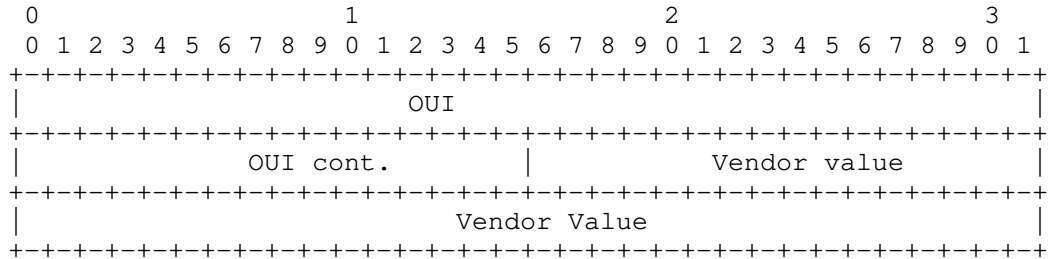 0                   1                   2                   3
 0 1 2 3 4 5 6 7 8 9 0 1 2 3 4 5 6 7 8 9 0 1 2 3 4 5 6 7 8 9 0 1
+-+-+-+-+-+-+-+-+-+-+-+-+-+-+-+-+-+-+-+-+-+-+-+-+-+-+-+-+-+-+-+-+
|                        OUI                                    |
+-+-+-+-+-+-+-+-+-+-+-+-+-+-+-+-+-+-+-+-+-+-+-+-+-+-+-+-+-+-+-+-+
|              OUI cont.        |           Vendor value        |
+-+-+-+-+-+-+-+-+-+-+-+-+-+-+-+-+-+-+-+-+-+-+-+-+-+-+-+-+-+-+-+-+
|                           Vendor Value                        |
+-+-+-+-+-+-+-+-+-+-+-+-+-+-+-+-+-+-+-+-+-+-+-+-+-+-+-+-+-+-+-+-+